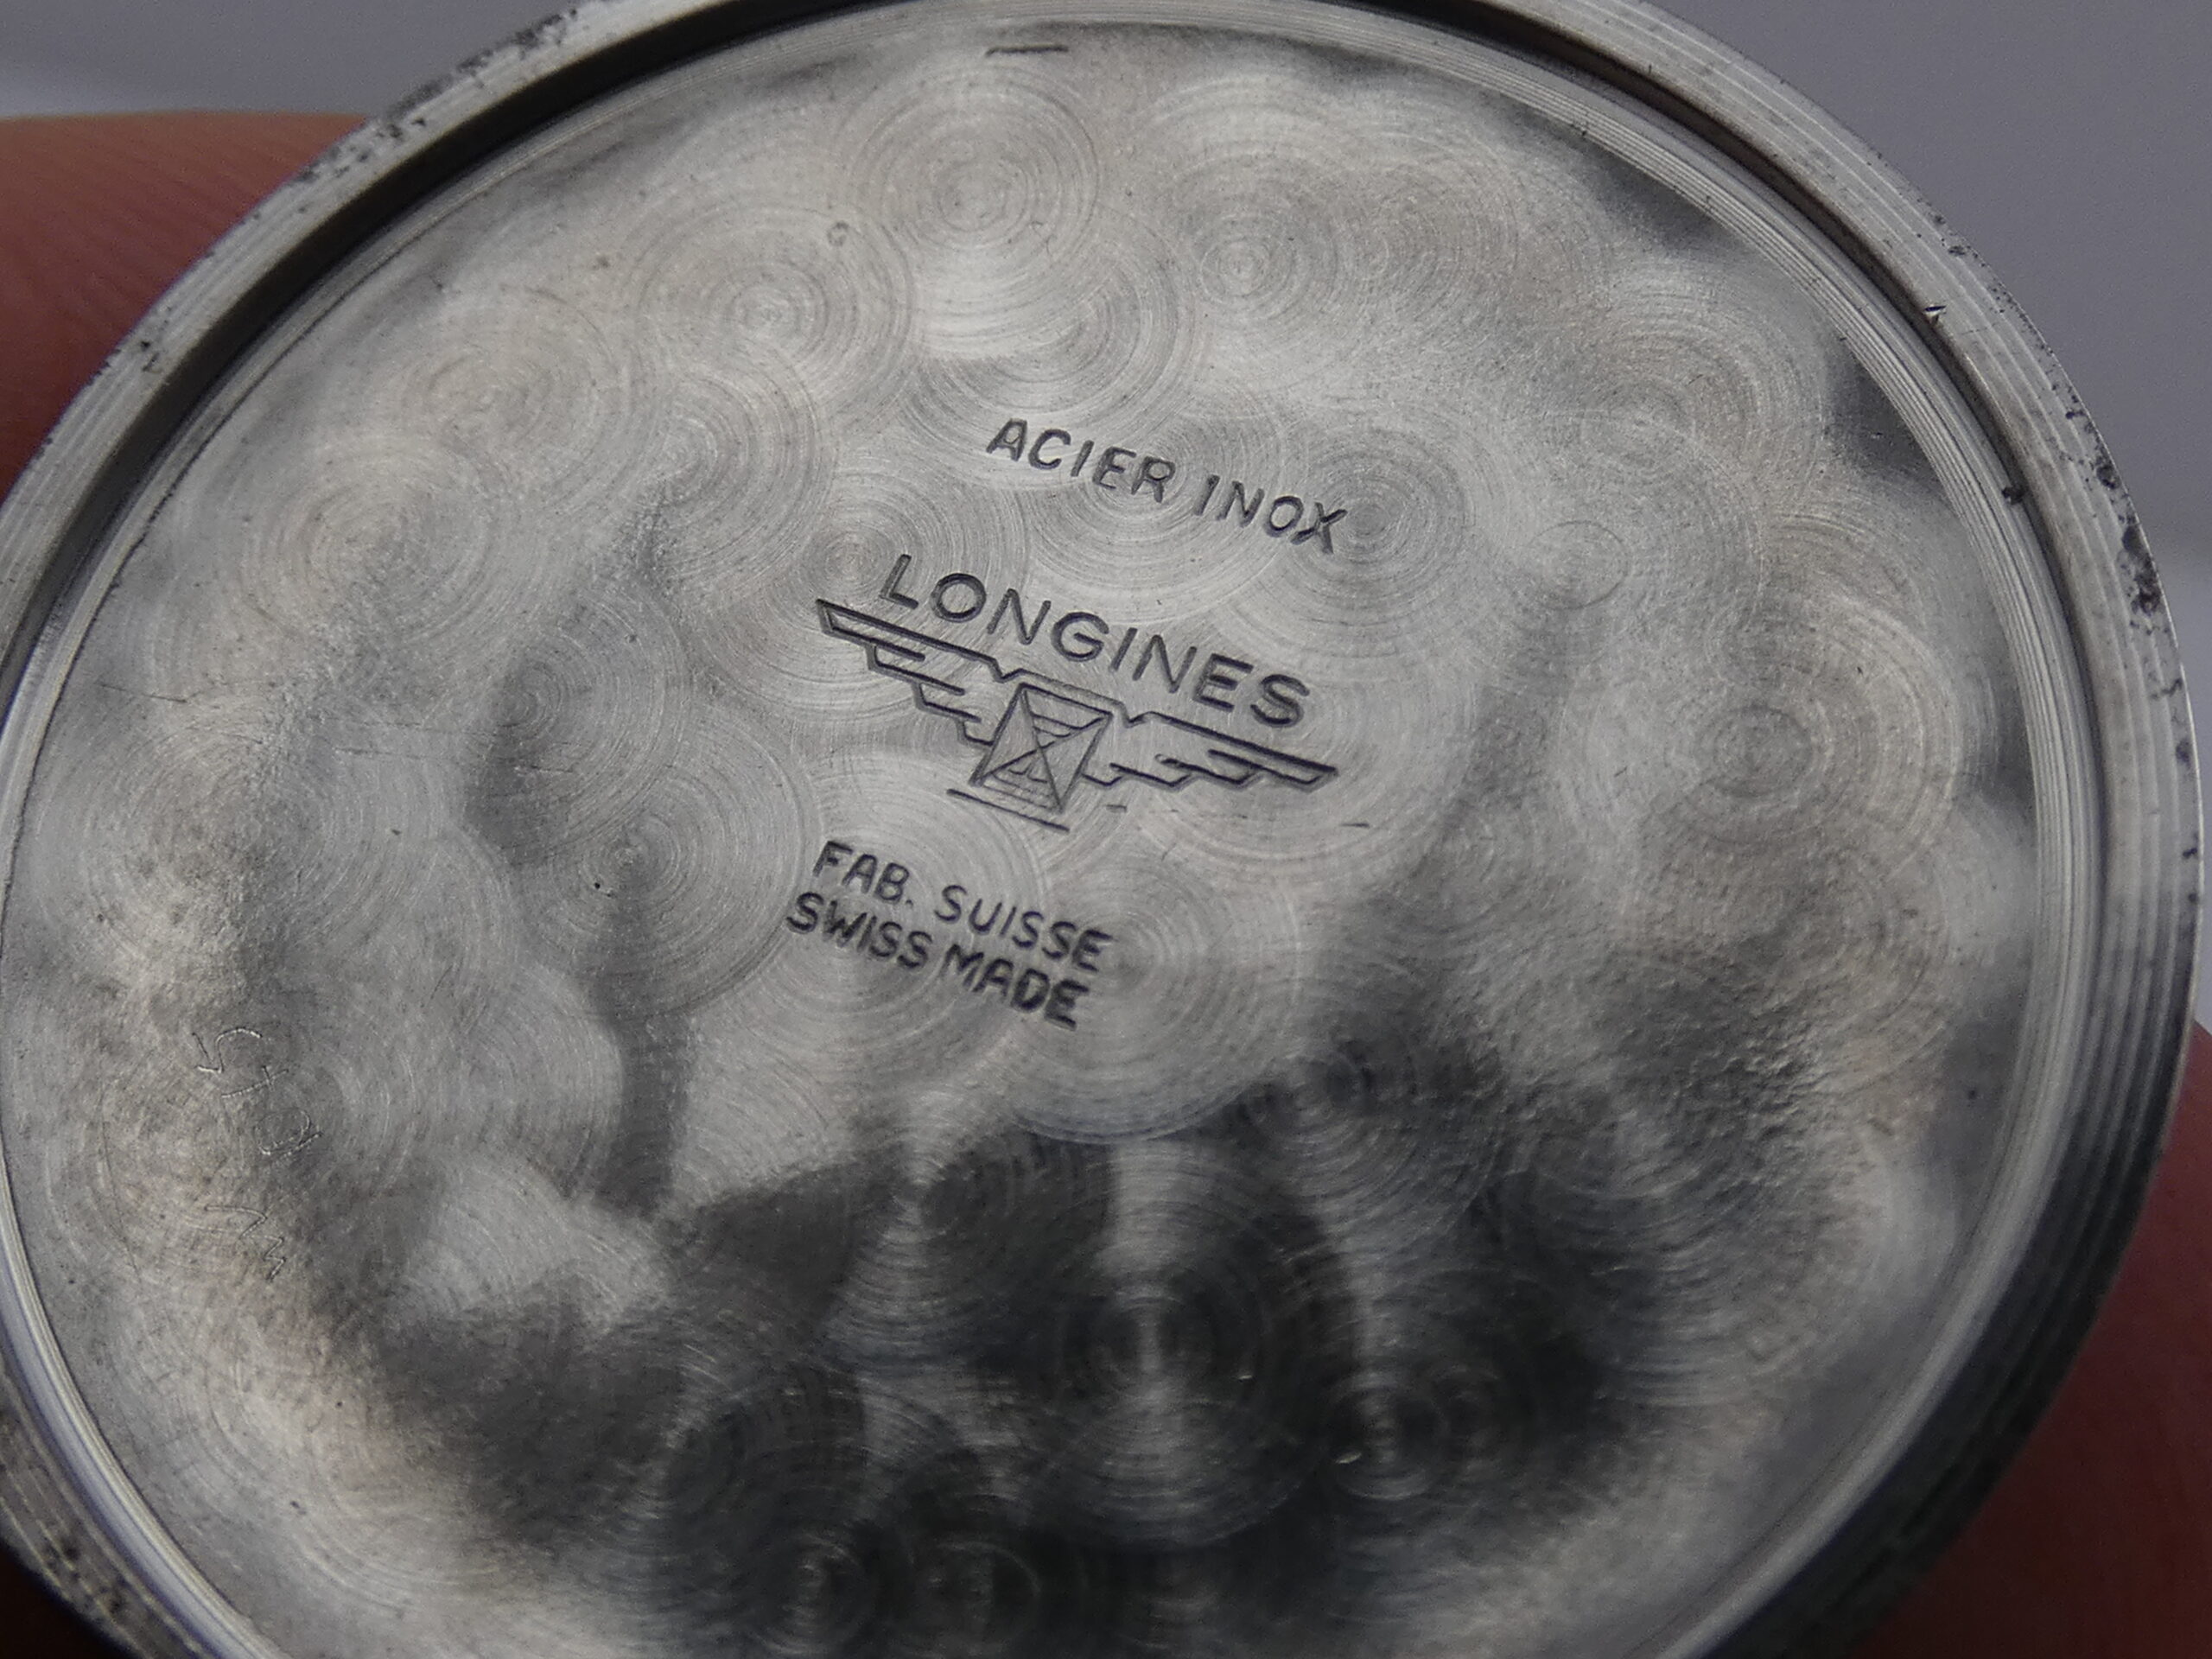 ACIER INOX
LONGINES
FAB. SUISSE
SWISS MADE